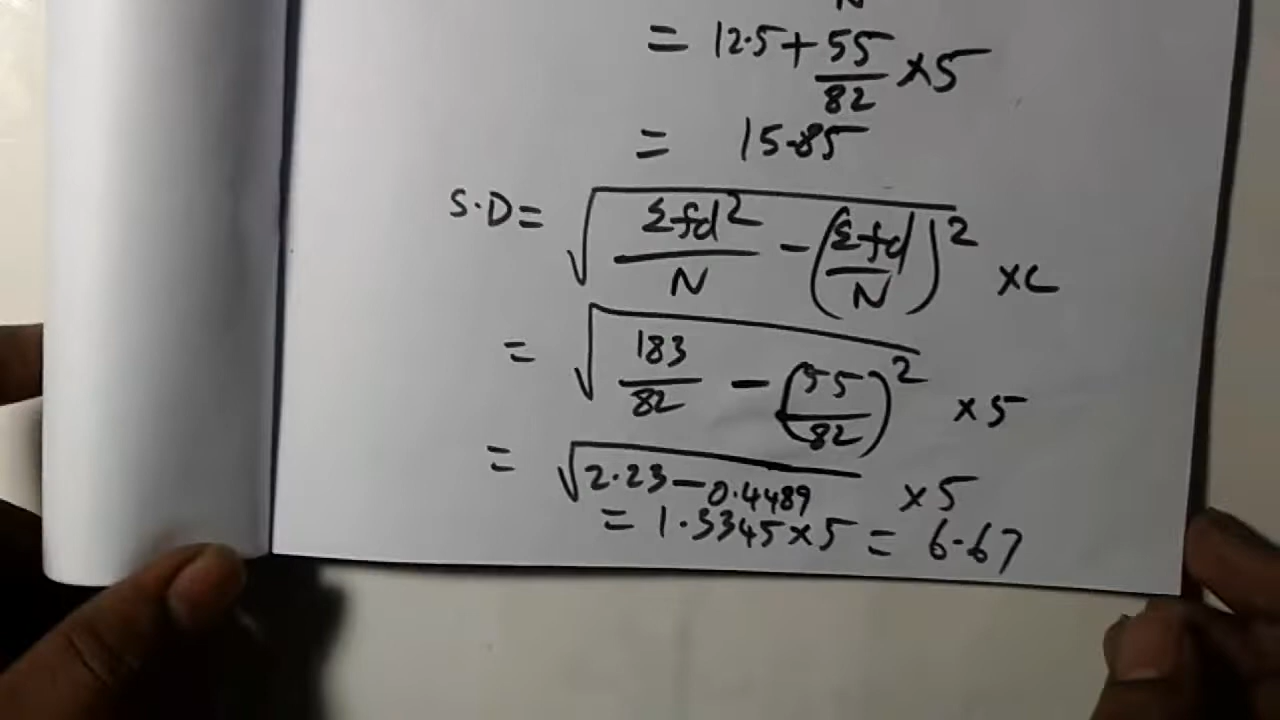 N
= 12.5 + 55/82 × 5
= 15.85
S.D = √(Σfd²/N − (Σfd/N)²) × C
= √(183/82 − (55/82)²) × 5
= √(2.23 − 0.4489) × 5
= 1.3345 × 5 = 6.67